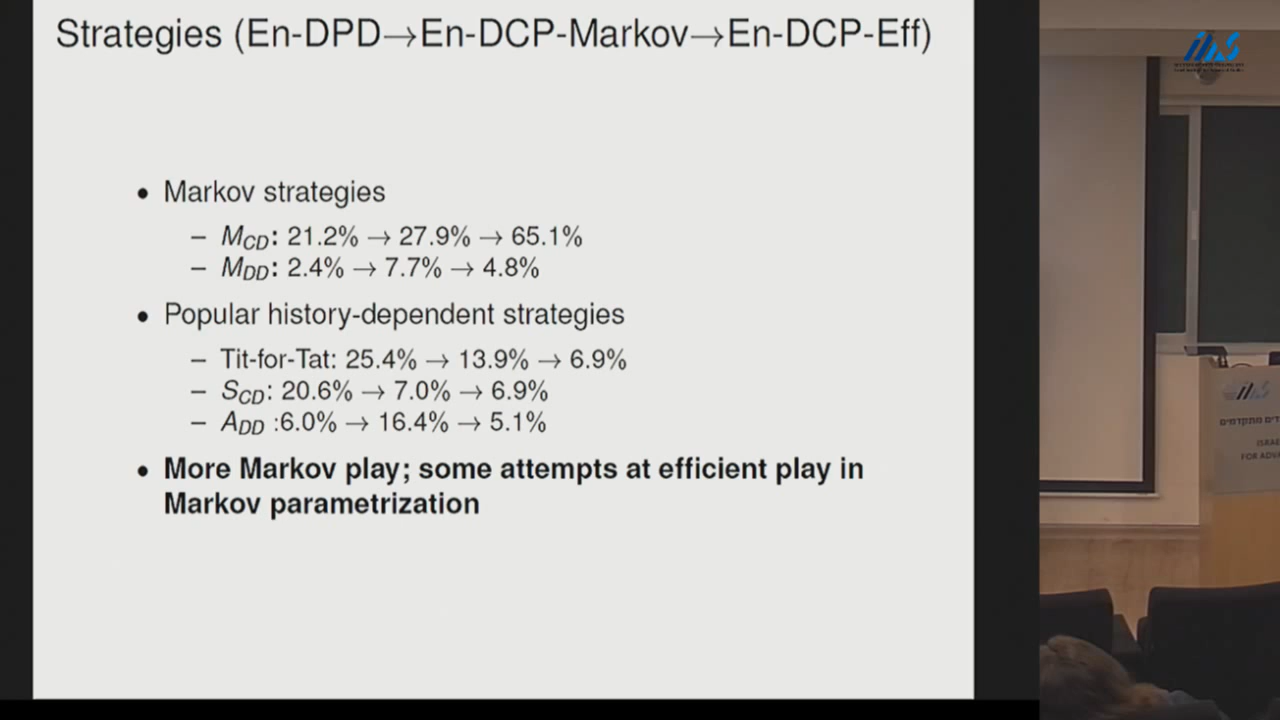 Strategies (En-DPD→En-DCP-Markov→En-DCP-Eff)
• Markov strategies
– M_CD: 21.2% → 27.9% → 65.1%
– M_DD: 2.4% → 7.7% → 4.8%
• Popular history-dependent strategies
– Tit-for-Tat: 25.4% → 13.9% → 6.9%
– S_CD: 20.6% → 7.0% → 6.9%
– A_DD :6.0% → 16.4% → 5.1%
• More Markov play; some attempts at efficient play in
Markov parametrization
ISRAE
FOR ADVA